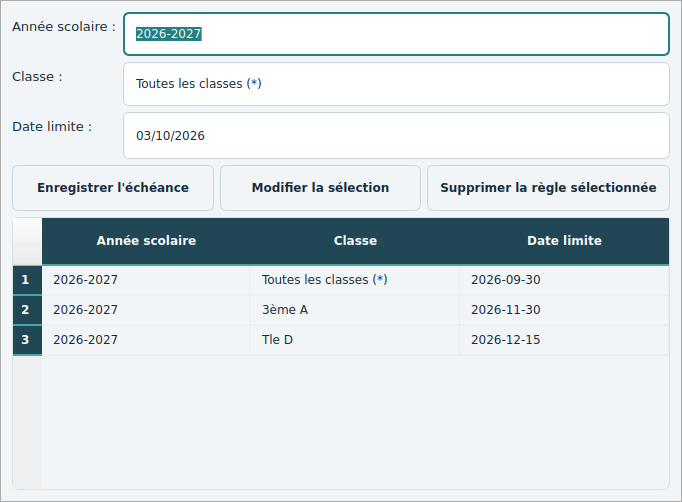 Année scolaire :
2026-2027
Classe :
Toutes les classes (*)
Date limite :
03/10/2026
Enregistrer l'échéance
Modifier la sélection
Supprimer la règle sélectionnée
Année scolaire Classe Date limite
1 2026-2027 Toutes les classes (*) 2026-09-30
2 2026-2027 3ème A 2026-11-30
3 2026-2027 Tle D 2026-12-15